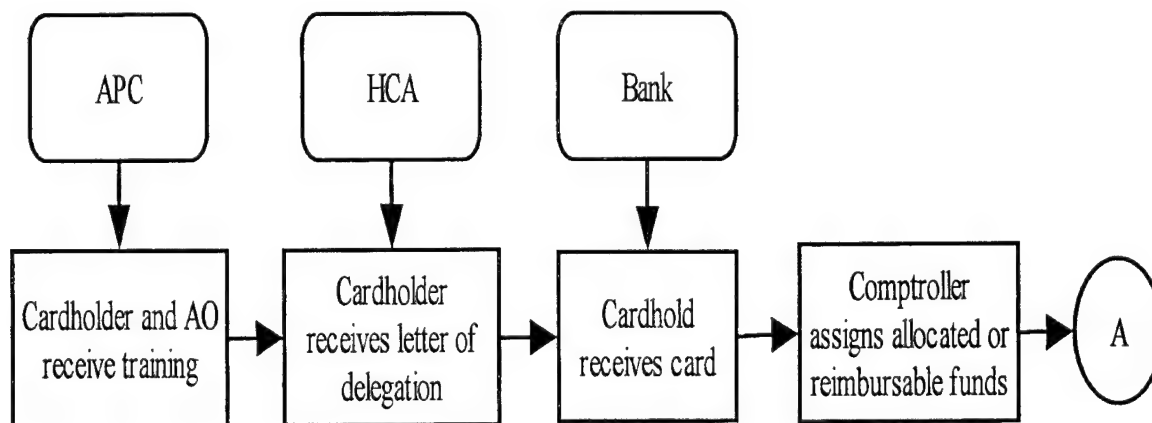 APC
HCA
Bank
Cardholder and AO
receive training
Cardholder
receives letter of
delegation
Cardhold
receives card
Comptroller
assigns allocated or
reimbursable funds
A